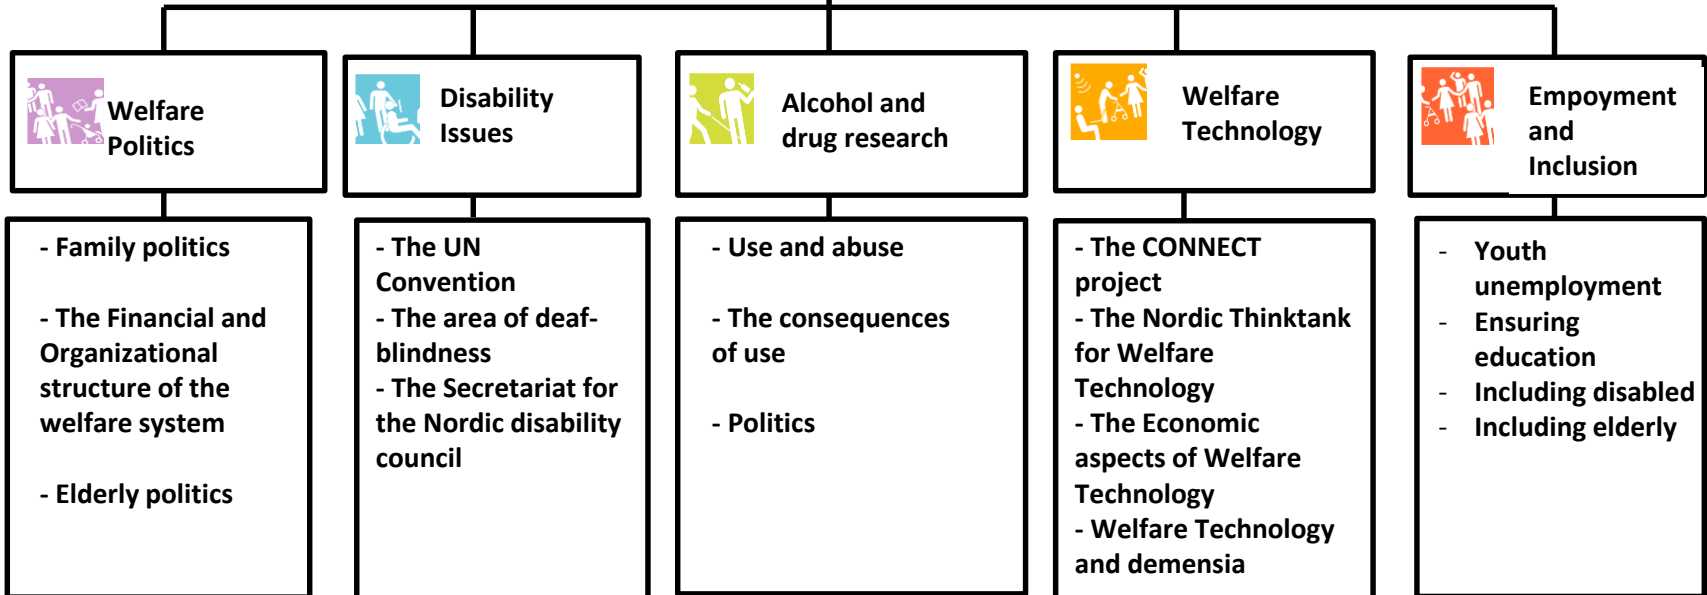 Welfare
Politics
Disability
Issues
Alcohol and
drug research
Welfare
Technology
Empoyment
and
Inclusion
- Family politics
- The Financial and
Organizational
structure of the
welfare system
- Elderly politics
- The UN
Convention
- The area of deaf-
blindness
- The Secretariat for
the Nordic disability
council
- Use and abuse
- The consequences
of use
- Politics
- The CONNECT
project
- The Nordic Thinktank
for Welfare
Technology
- The Economic
aspects of Welfare
Technology
- Welfare Technology
and demensia
- Youth
unemployment
- Ensuring
education
- Including disabled
- Including elderly